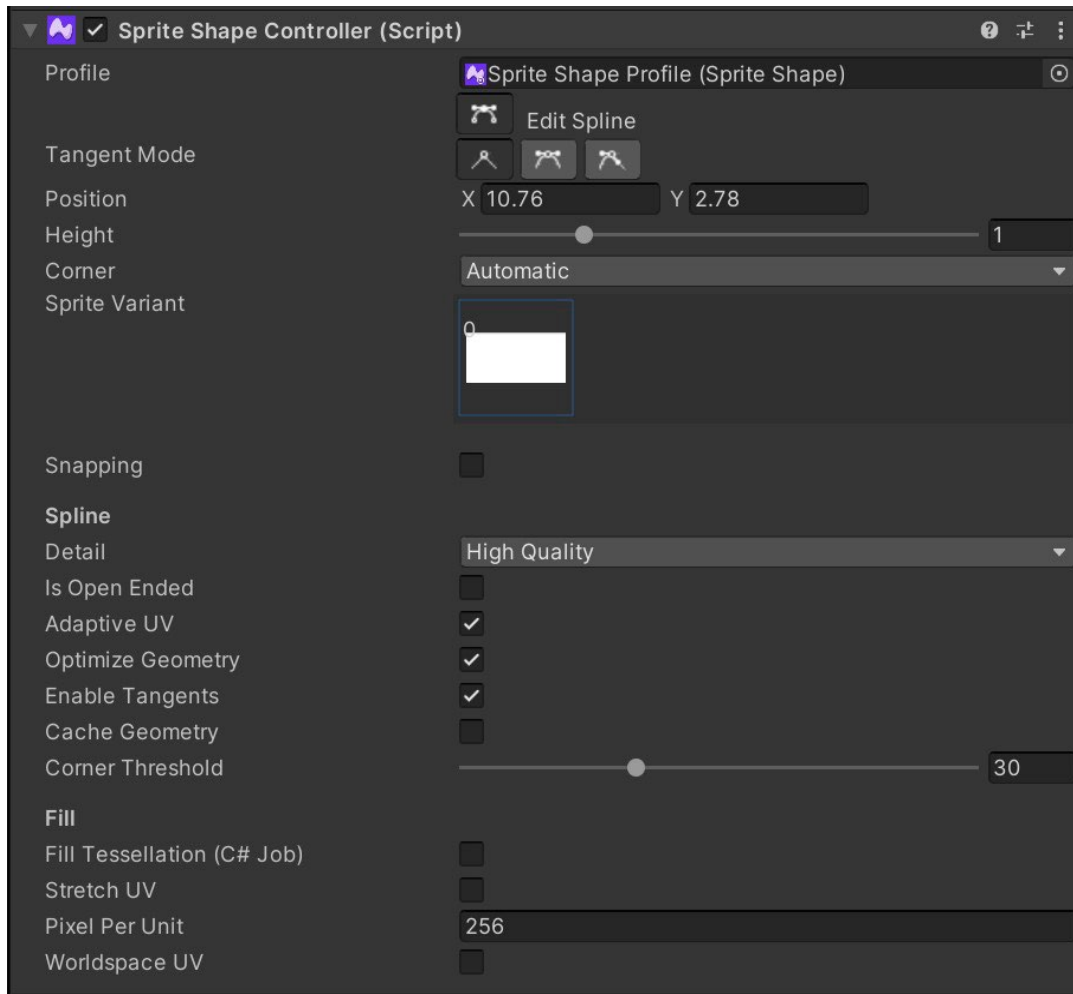 Sprite Shape Controller (Script)
Profile Sprite Shape Profile (Sprite Shape)
Edit Spline
Tangent Mode
Position X 10.76 Y 2.78
Height 1
Corner Automatic
Sprite Variant
0
Snapping
Spline
Detail High Quality
Is Open Ended
Adaptive UV
Optimize Geometry
Enable Tangents
Cache Geometry
Corner Threshold 30
Fill
Fill Tessellation (C# Job)
Stretch UV
Pixel Per Unit 256
Worldspace UV